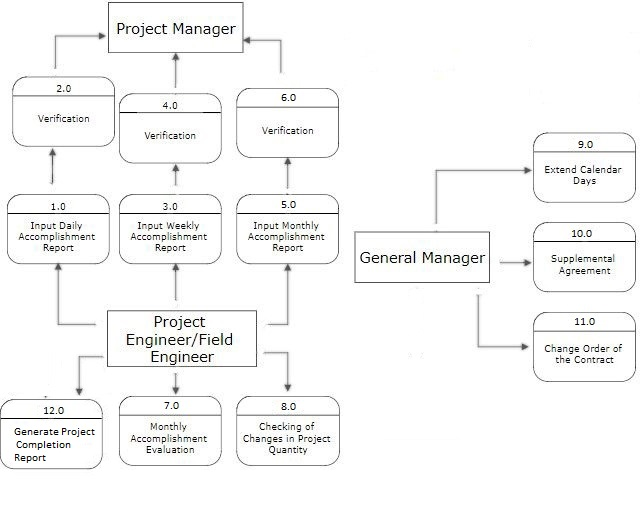 Project Manager
2.0
Verification
4.0
Verification
6.0
Verification
1.0
Input Daily
Accomplishment
Report
3.0
Input Weekly
Accomplishment
Report
5.0
Input Monthly
Accomplishment
Report
Project
Engineer/Field
Engineer
12.0
Generate Project
Completion
Report
7.0
Monthly
Accomplishment
Evaluation
8.0
Checking of
Changes in Project
Quantity
General Manager
9.0
Extend Calendar
Days
10.0
Supplemental
Agreement
11.0
Change Order of
the Contract